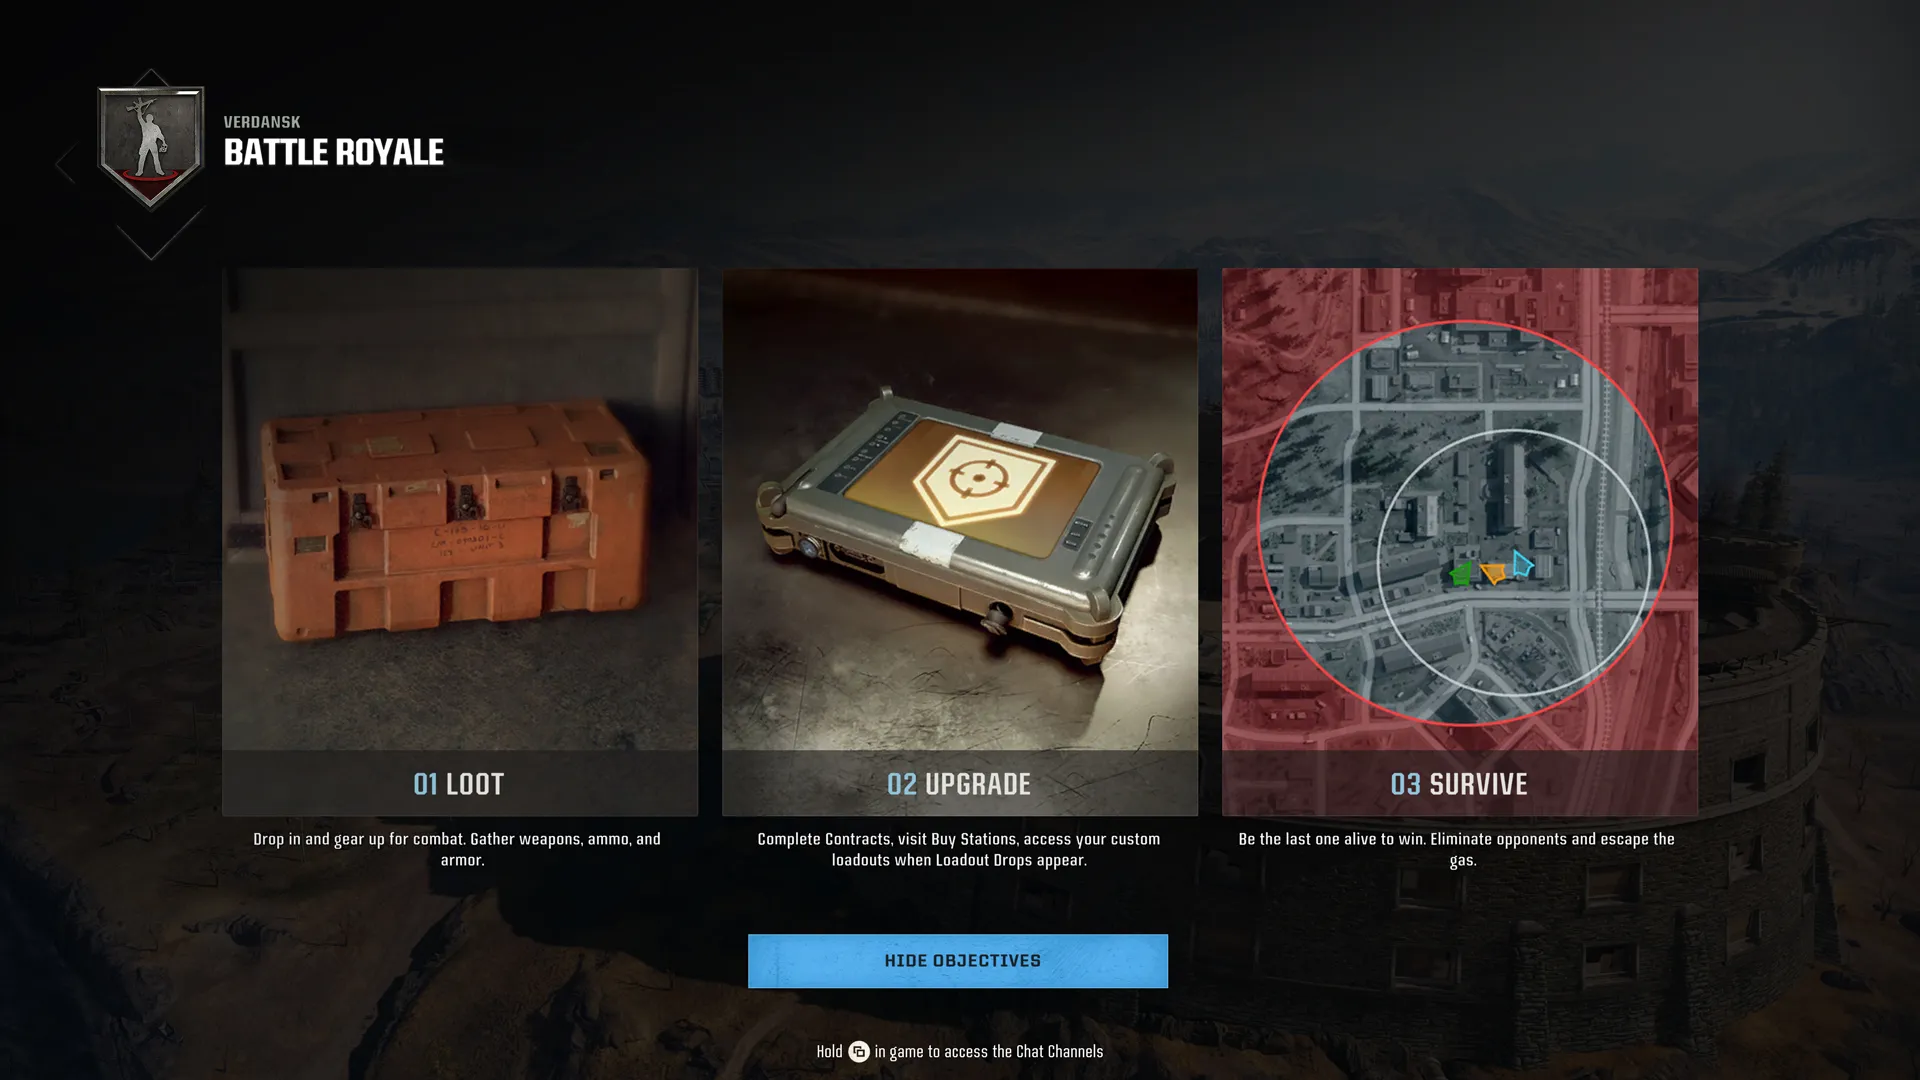 VERDANSK
BATTLE ROYALE
01 LOOT
Drop in and gear up for combat. Gather weapons, ammo, and
armor.
02 UPGRADE
Complete Contracts, visit Buy Stations, access your custom
loadouts when Loadout Drops appear.
03 SURVIVE
Be the last one alive to win. Eliminate opponents and escape the
gas.
HIDE OBJECTIVES
Hold in game to access the Chat Channels